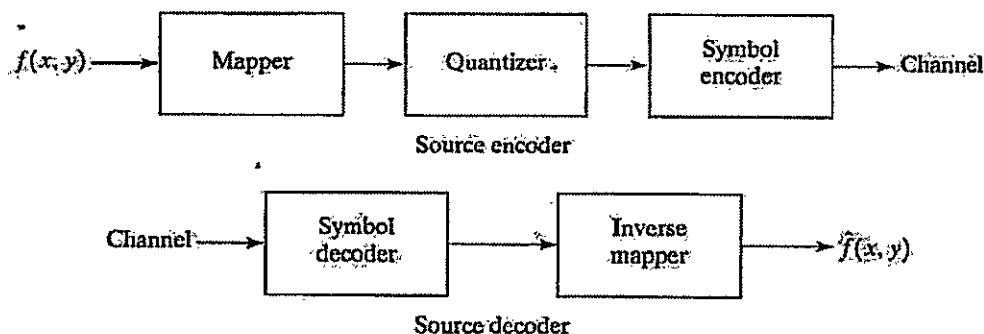 f(x, y) Mapper Quantizer Symbol encoder Channel
Source encoder
Channel Symbol decoder Inverse mapper f̂(x, y)
Source decoder